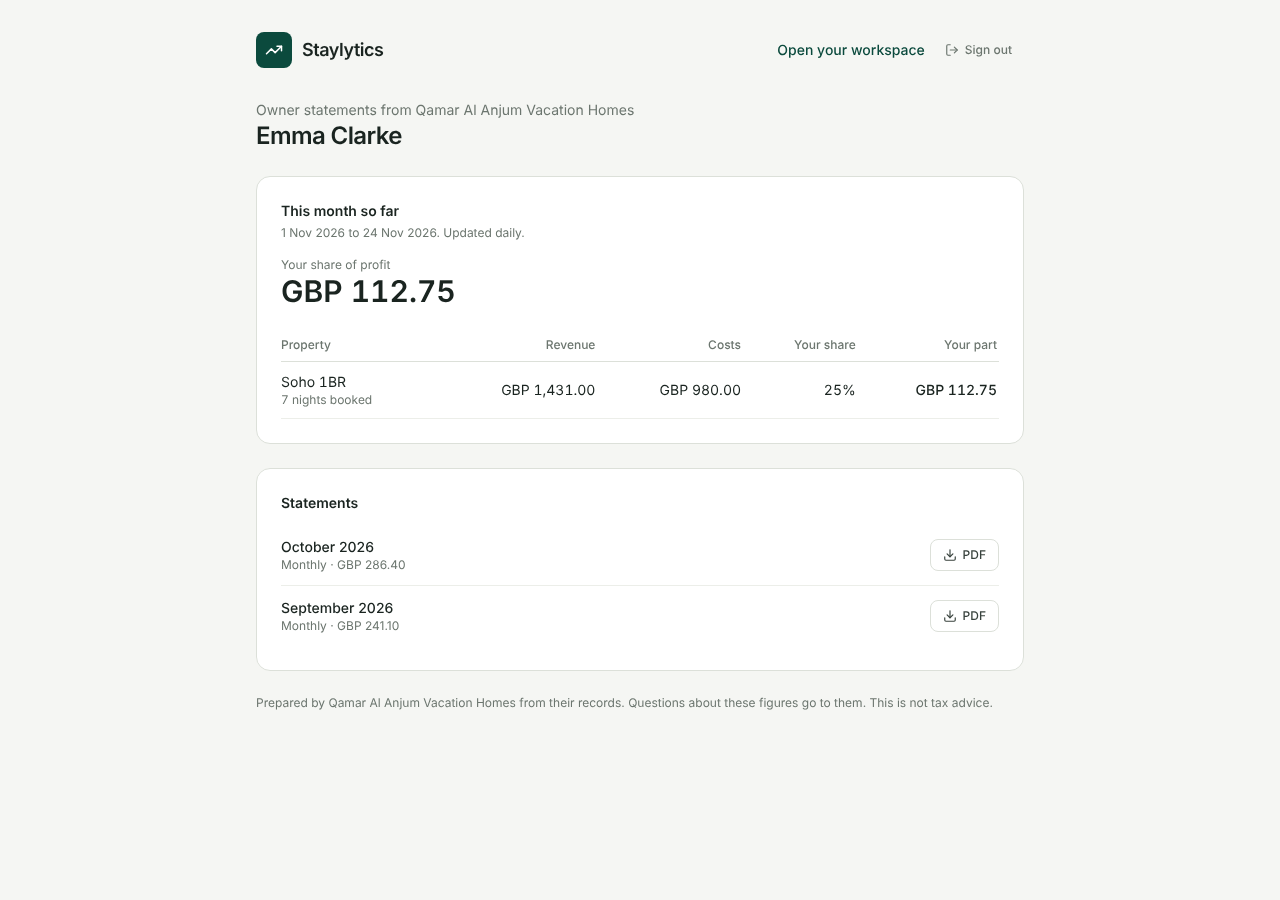 Staylytics
Open your workspace
Sign out
Owner statements from Qamar Al Anjum Vacation Homes
Emma Clarke
This month so far
1 Nov 2026 to 24 Nov 2026. Updated daily.
Your share of profit
GBP 112.75
Property Revenue Costs Your share Your part
Soho 1BR GBP 1,431.00 GBP 980.00 25% GBP 112.75
7 nights booked
Statements
October 2026
Monthly · GBP 286.40
PDF
September 2026
Monthly · GBP 241.10
PDF
Prepared by Qamar Al Anjum Vacation Homes from their records. Questions about these figures go to them. This is not tax advice.